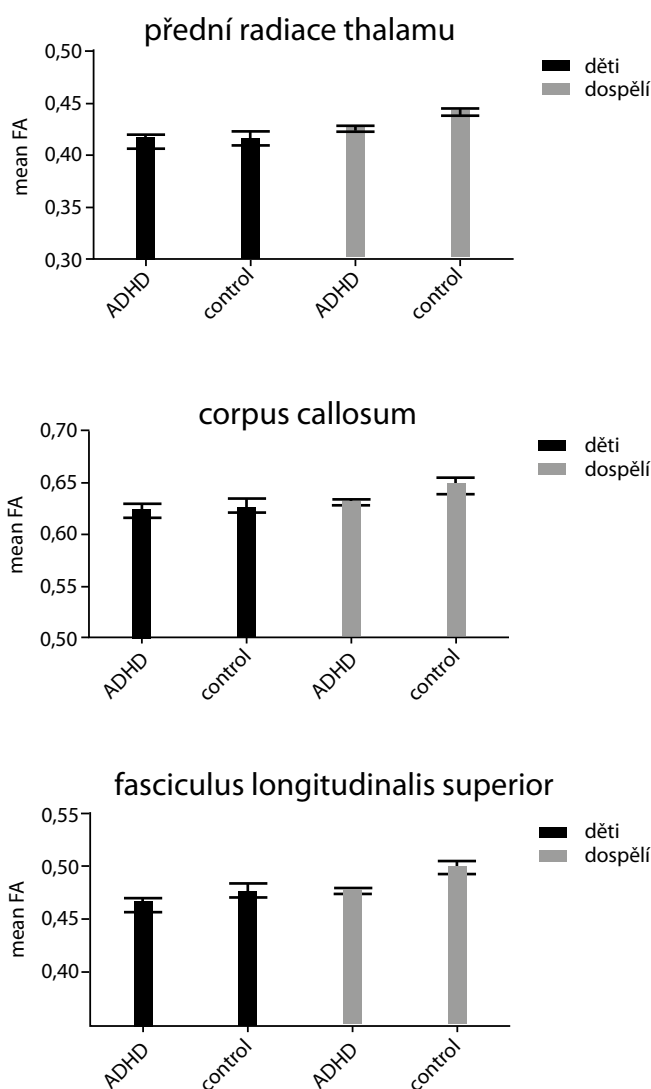 přední radiace thalamu
0,50
0,45
0,40
0,35
0,30
mean FA
děti
dospělí
ADHD
control
ADHD
control
corpus callosum
0,70
0,65
0,60
0,55
0,50
mean FA
děti
dospělí
ADHD
control
ADHD
control
fasciculus longitudinalis superior
0,55
0,50
0,45
0,40
mean FA
děti
dospělí
ADHD
control
ADHD
control